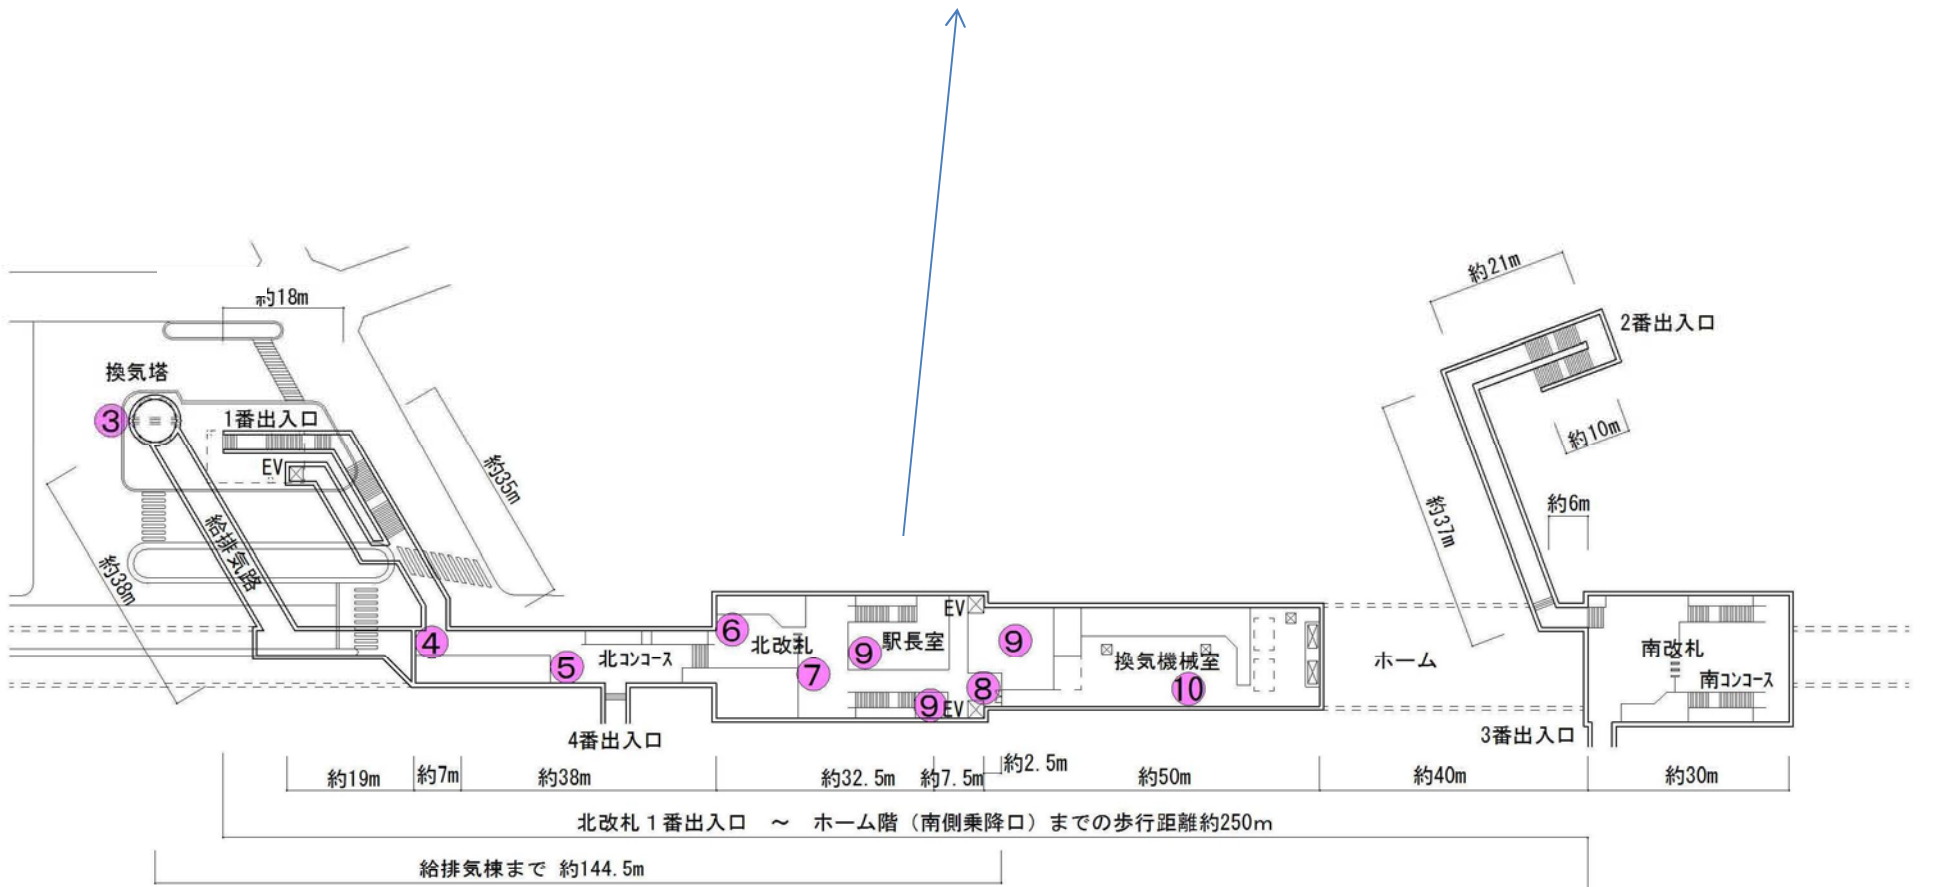 約21m
約18m
2番出入口
換気塔
③
1番出入口
約10m
EV
約35m
約6m
約37m
給排気路
約38m
EV
④
⑥
北改札
⑨
駅長室
⑨
⑤
北コンコース
⑦
換気機械室
ホーム
南改札
⑧
⑩
南コンコース
⑨
EV
4番出入口
3番出入口
約19m
約7m
約38m
約32.5m
約7.5m
約2.5m
約50m
約40m
約30m
北改札1番出入口 ～ ホーム階（南側乗降口）までの歩行距離約250m
給排気棟まで 約144.5m